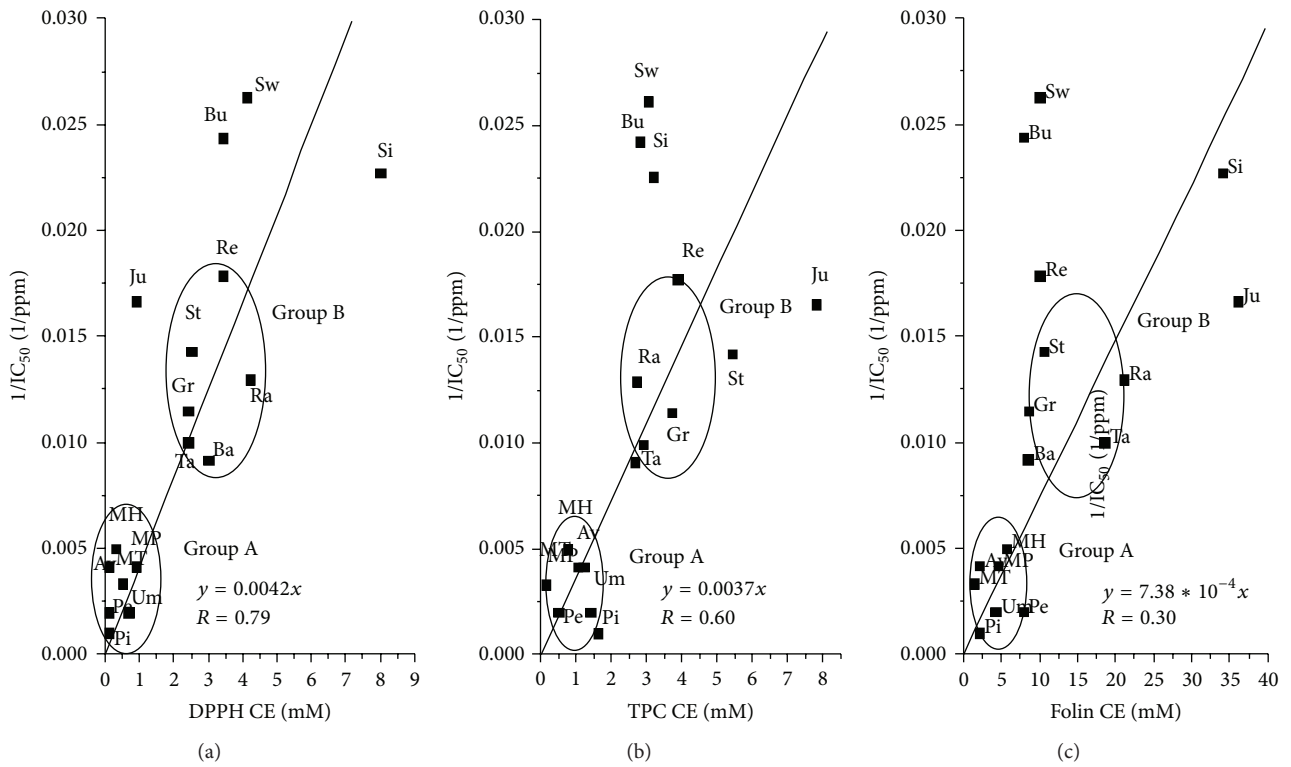 0.030
0.025
0.020
0.015
0.010
0.005
0.000
1/IC50 (1/ppm)
Sw
Bu
Si
Re
Ju
St
Group B
Gr
Ra
Ba
Ta
MH
MP
MT
Group A
y = 0.0042x
Um
R = 0.79
Pi
0 1 2 3 4 5 6 7 8 9
DPPH CE (mM)
(a)
0.030
0.025
0.020
0.015
0.010
0.005
0.000
1/IC50 (1/ppm)
Sw
Bu
Si
Re
Ju
Group B
Ra
St
Gr
Ta
MH
Av
MT
MP
Group A
Um
y = 0.0037x
Pe
Pi
R = 0.60
0 1 2 3 4 5 6 7 8
TPC CE (mM)
(b)
0.030
0.025
0.020
0.015
0.010
0.005
0.000
1/IC50 (1/ppm)
Sw
Bu
Si
Re
Ju
Group B
St
Ra
Gr
1/IC50 (1/ppm)
Ta
Ba
MH
Group A
Av
MP
MT
y = 7.38 * 10−4x
Um
Pe
R = 0.30
Pi
0 5 10 15 20 25 30 35 40
Folin CE (mM)
(c)